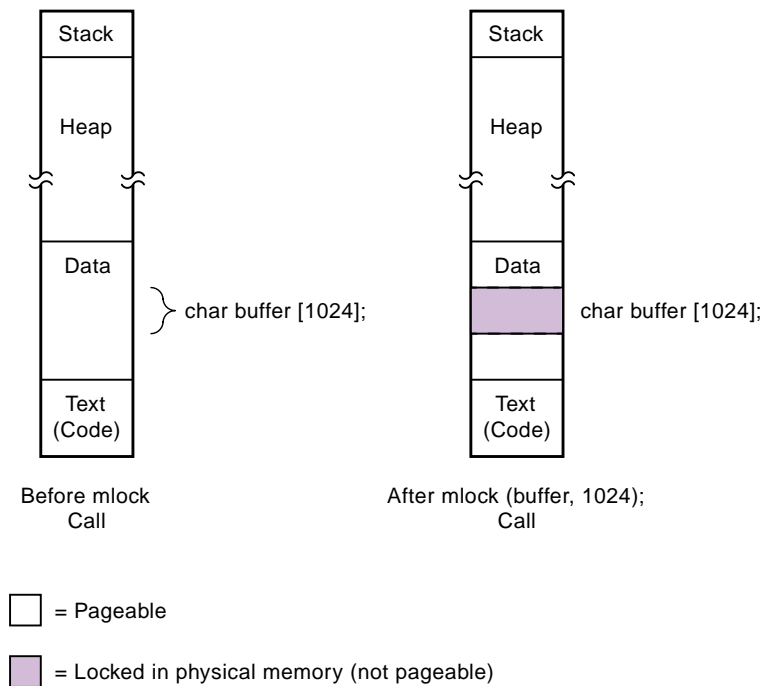 Stack
Heap
Data
char buffer [1024];
Text
(Code)
Before mlock
Call
Stack
Heap
Data
char buffer [1024];
Text
(Code)
After mlock (buffer, 1024);
Call
= Pageable
= Locked in physical memory (not pageable)